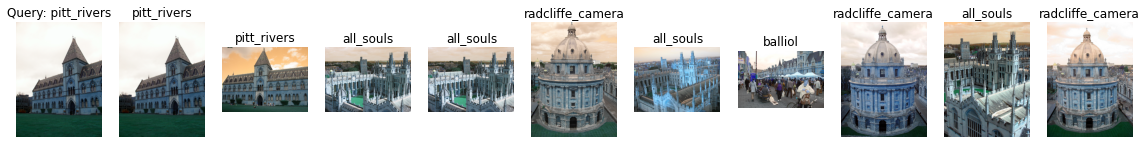 Query: pitt_rivers
pitt_rivers
pitt_rivers
all_souls
all_souls
radcliffe_camera
all_souls
balliol
radcliffe_camera
all_souls
radcliffe_camera